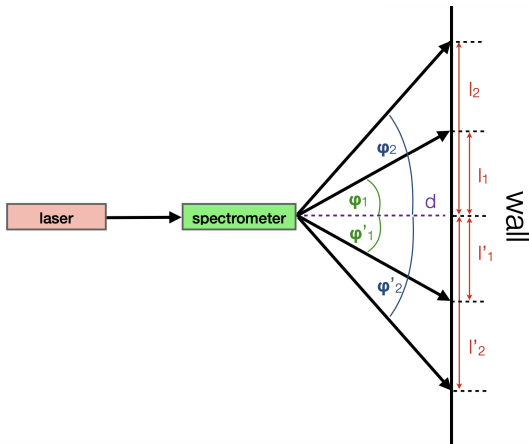 l₂
φ₂
l₁
φ₁
d
laser
spectrometer
wall
φ'₁
l'₁
φ'₂
l'₂